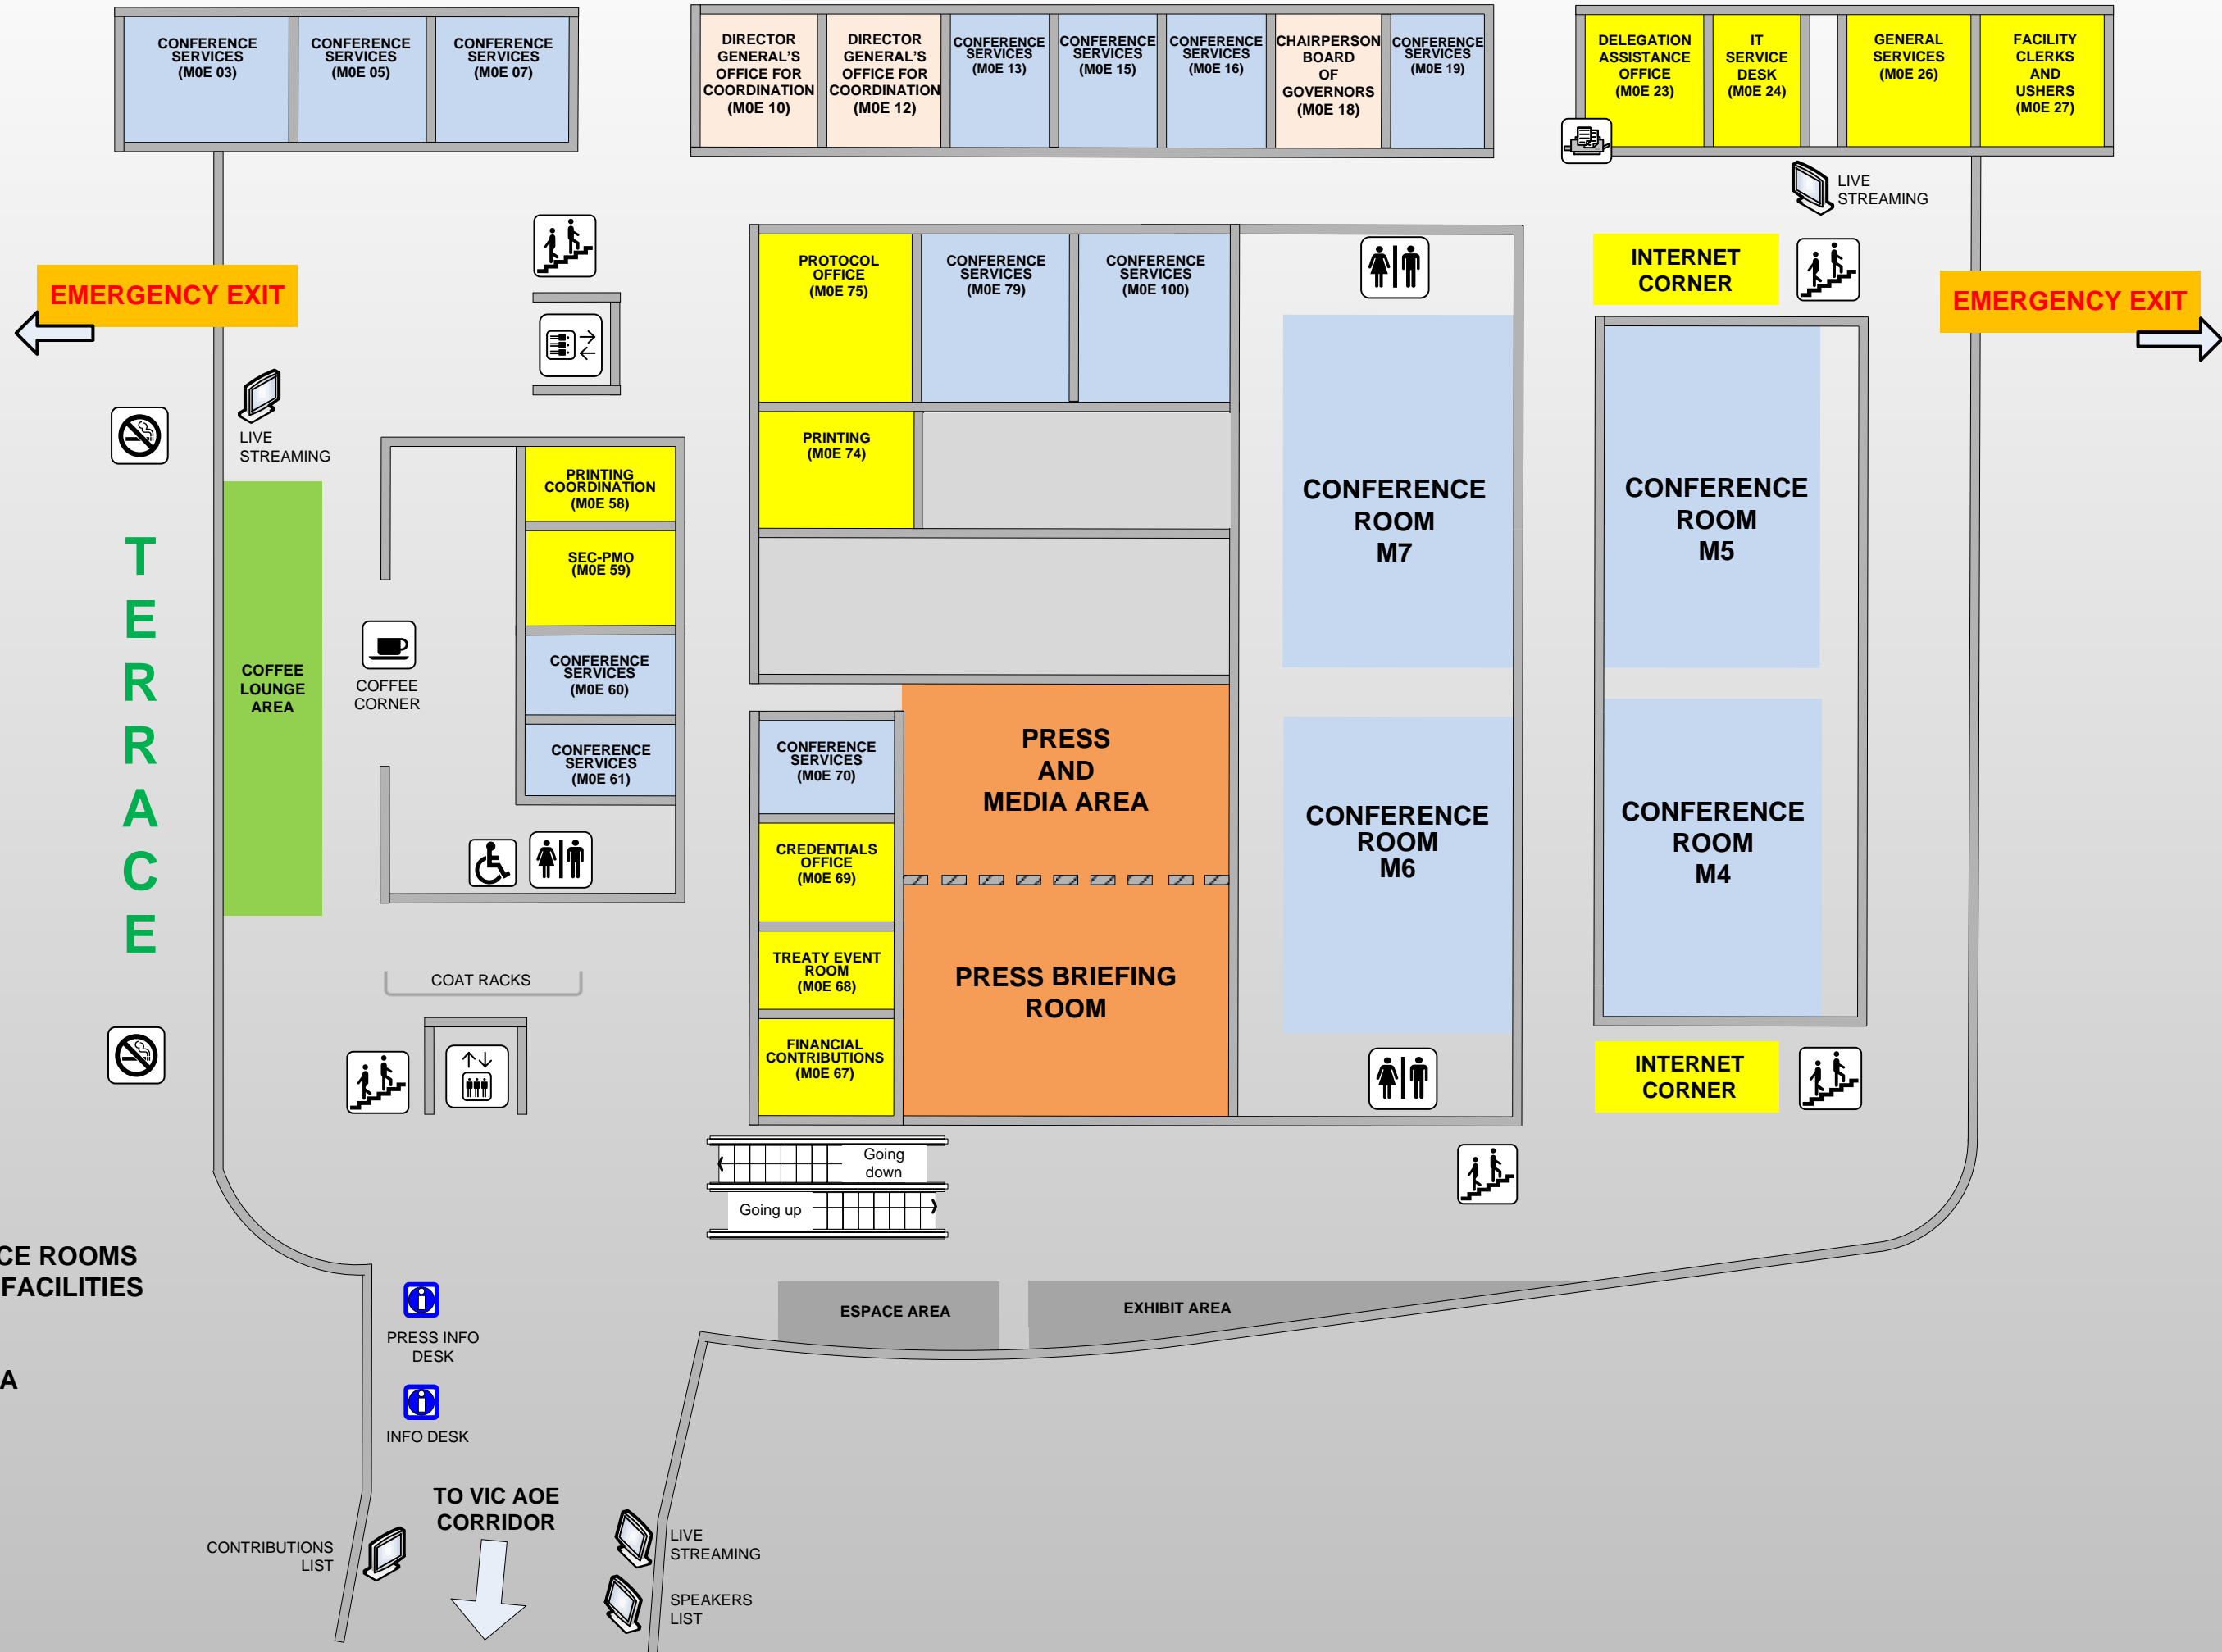 CONFERENCE
SERVICES
(M0E 03)
CONFERENCE
SERVICES
(M0E 05)
CONFERENCE
SERVICES
(M0E 07)
DIRECTOR
GENERAL'S
OFFICE FOR
COORDINATION
(M0E 10)
DIRECTOR
GENERAL'S
OFFICE FOR
COORDINATION
(M0E 12)
CONFERENCE
SERVICES
(M0E 13)
CONFERENCE
SERVICES
(M0E 15)
CONFERENCE
SERVICES
(M0E 16)
CHAIRPERSON
BOARD
OF
GOVERNORS
(M0E 18)
CONFERENCE
SERVICES
(M0E 19)
DELEGATION
ASSISTANCE
OFFICE
(M0E 23)
IT
SERVICE
DESK
(M0E 24)
GENERAL
SERVICES
(M0E 26)
FACILITY
CLERKS
AND
USHERS
(M0E 27)
LIVE
STREAMING
EMERGENCY EXIT
PROTOCOL
OFFICE
(M0E 75)
CONFERENCE
SERVICES
(M0E 79)
CONFERENCE
SERVICES
(M0E 100)
INTERNET
CORNER
EMERGENCY EXIT
LIVE
STREAMING
PRINTING
COORDINATION
(M0E 58)
SEC-PMO
(M0E 59)
CONFERENCE
SERVICES
(M0E 60)
CONFERENCE
SERVICES
(M0E 61)
PRINTING
(M0E 74)
CONFERENCE
ROOM
M7
CONFERENCE
ROOM
M5
T
E
R
R
A
C
E
COFFEE
LOUNGE
AREA
COFFEE
CORNER
CONFERENCE
SERVICES
(M0E 70)
PRESS
AND
MEDIA AREA
CONFERENCE
ROOM
M6
CONFERENCE
ROOM
M4
CREDENTIALS
OFFICE
(M0E 69)
TREATY EVENT
ROOM
(M0E 68)
FINANCIAL
CONTRIBUTIONS
(M0E 67)
PRESS BRIEFING
ROOM
COAT RACKS
INTERNET
CORNER
Going
down
Going up
CE ROOMS
FACILITIES
A
PRESS INFO
DESK
INFO DESK
ESPACE AREA
EXHIBIT AREA
TO VIC AOE
CORRIDOR
CONTRIBUTIONS
LIST
LIVE
STREAMING
SPEAKERS
LIST